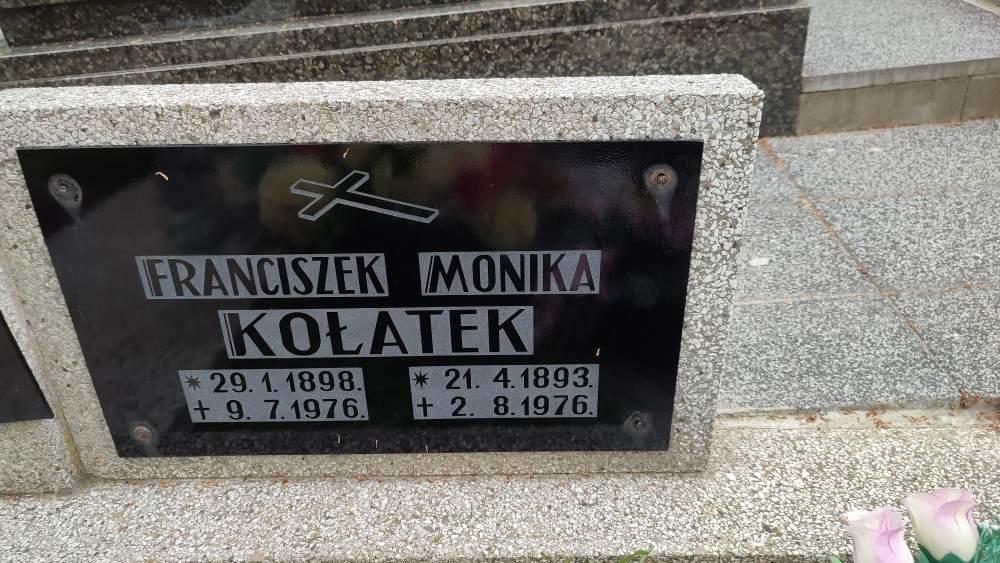 FRANCISZEK MONIKA
KOŁATEK
* 29. 1. 1898. * 21. 4. 1893.
+ 9. 7. 1976. + 2. 8. 1976.